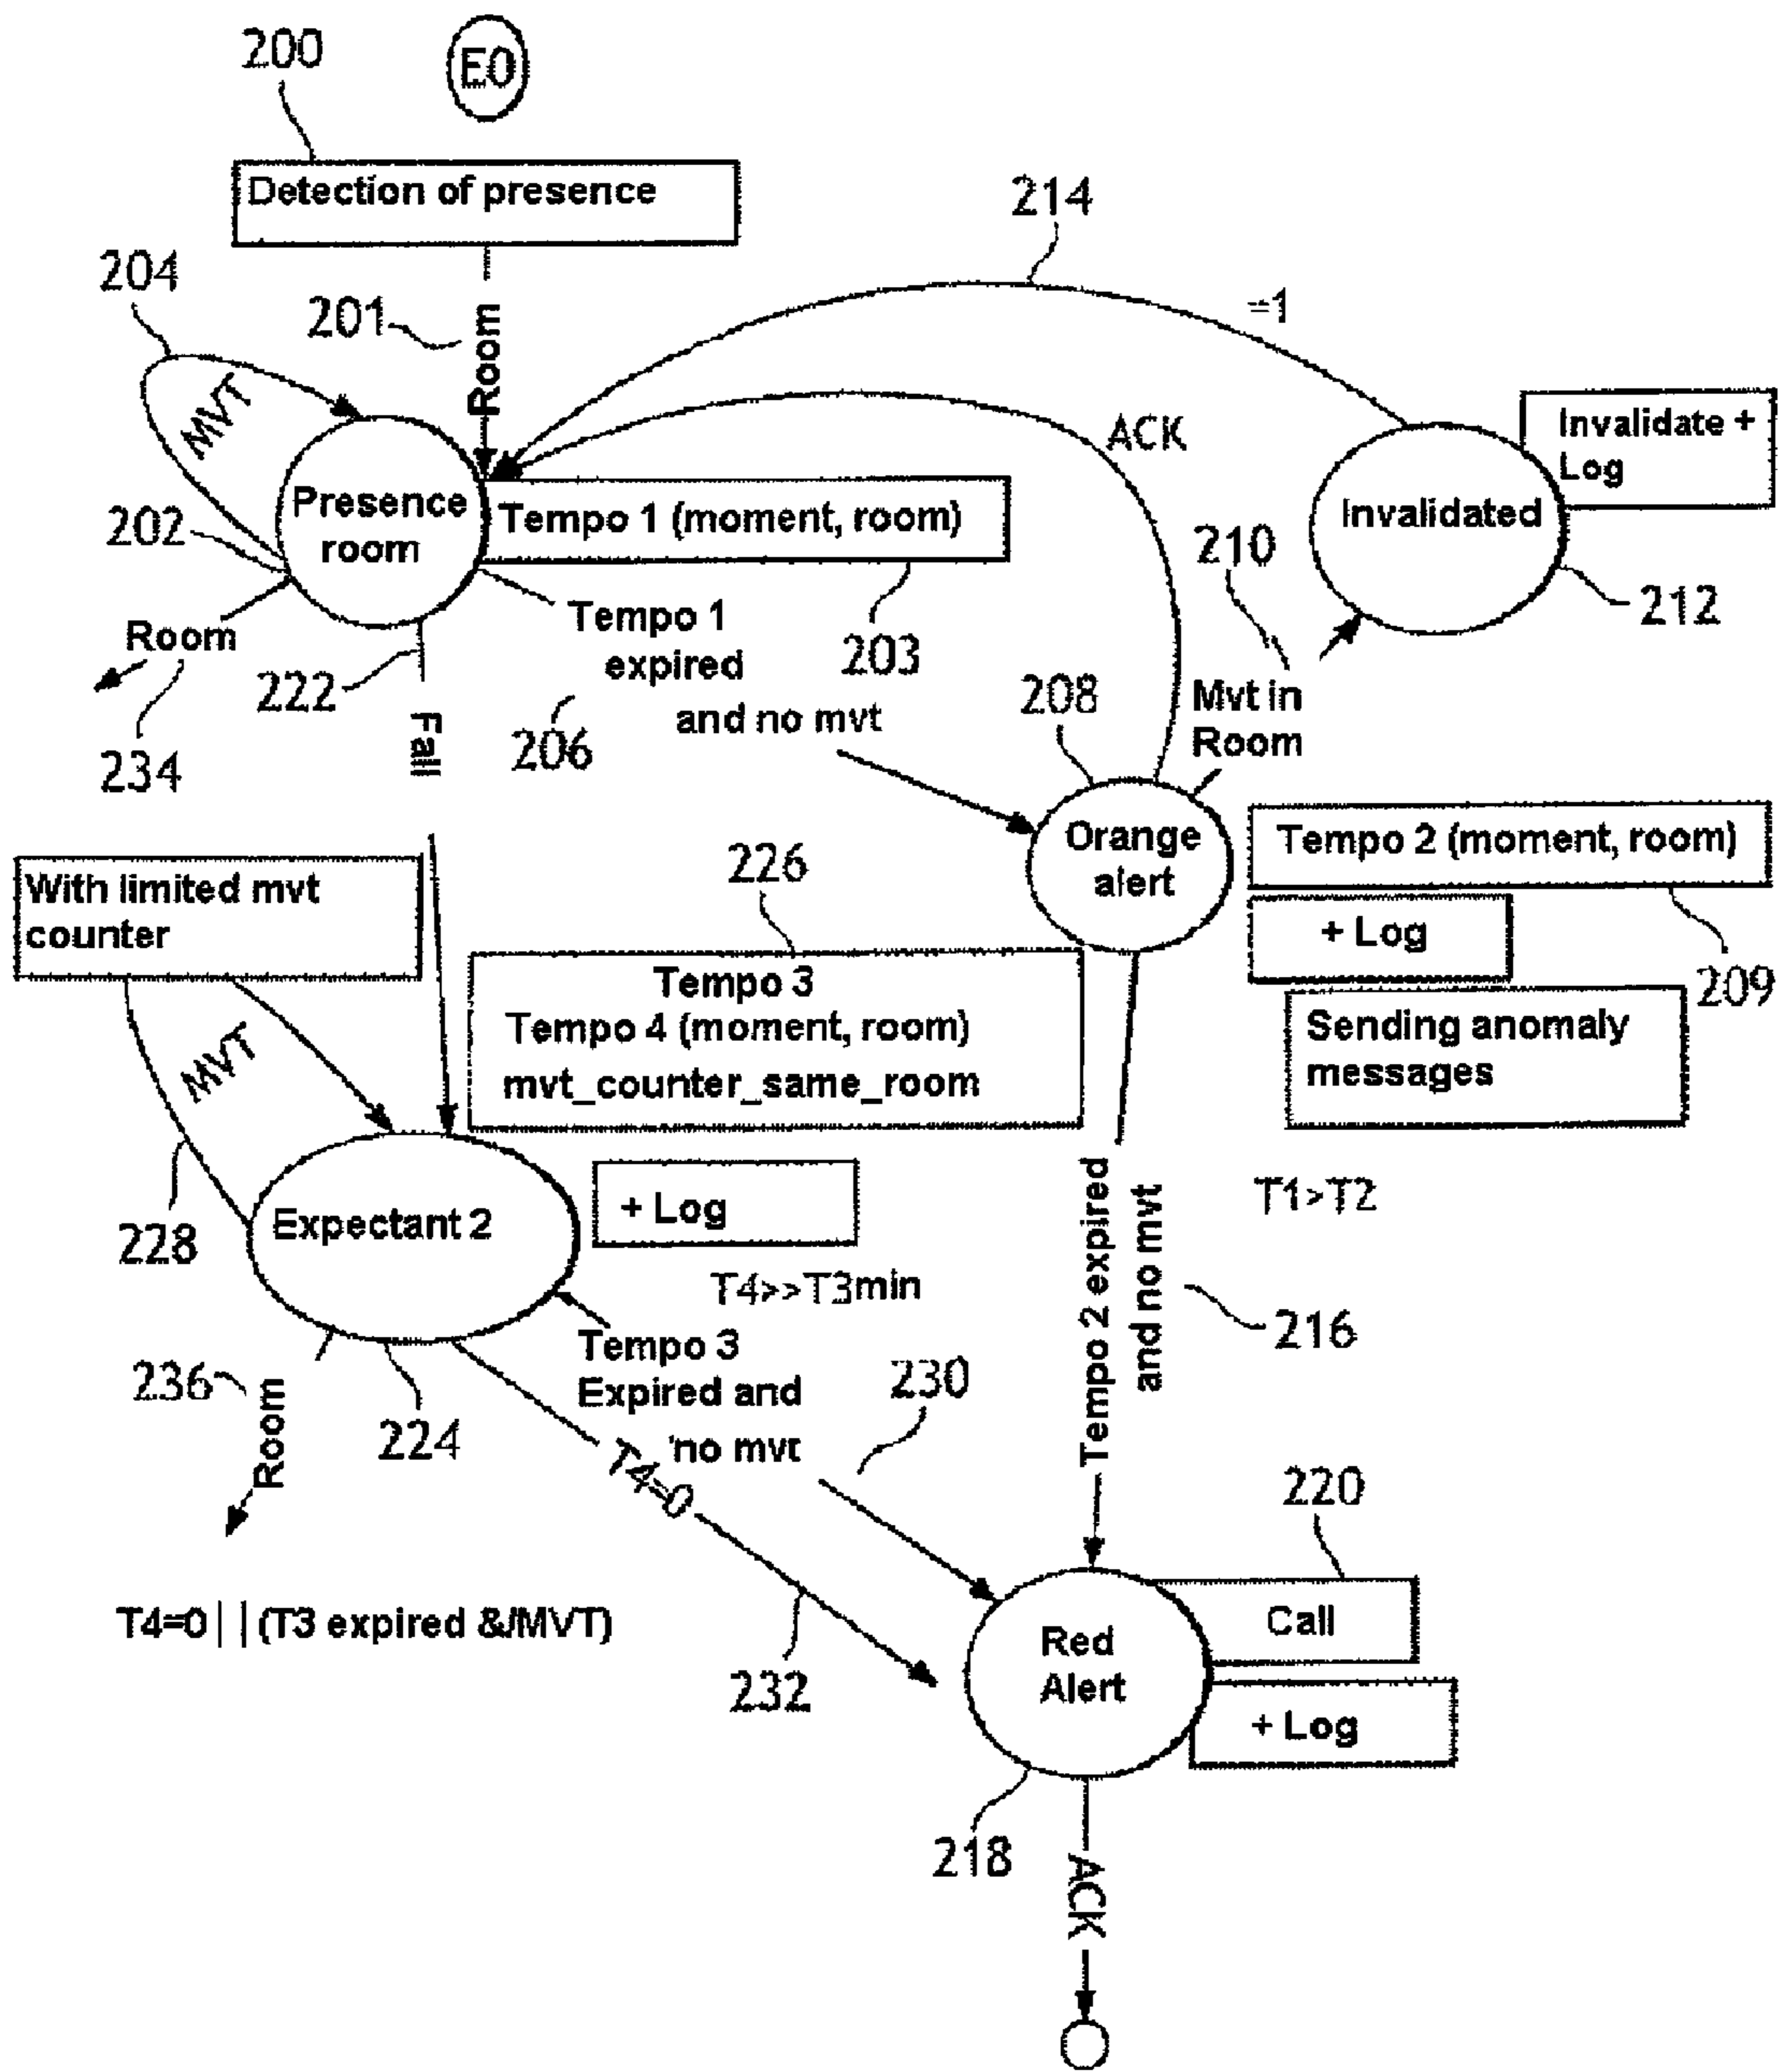 200
E0
Detection of presence
214
204
201
Room
=1
MVT
ACK
Invalidate +
Log
Presence
room
Tempo 1 (moment, room)
Invalidated
202
210
212
Room
Tempo 1
expired
and no mvt
203
222
234
Fall
206
208
Mvt in
Room
Orange
alert
Tempo 2 (moment, room)
With limited mvt
counter
226
+ Log
209
Tempo 3
Tempo 4 (moment, room)
mvt_counter_same_room
Sending anomaly
messages
MVT
228
Expectant 2
+ Log
T4>>T3min
Tempo 2 expired
and no mvt
T1>T2
216
236
Room
224
Tempo 3
Expired and
'no mvt
230
T4=0
220
T4=0||(T3 expired &/MVT)
232
Red
Alert
Call
+ Log
218
ACK